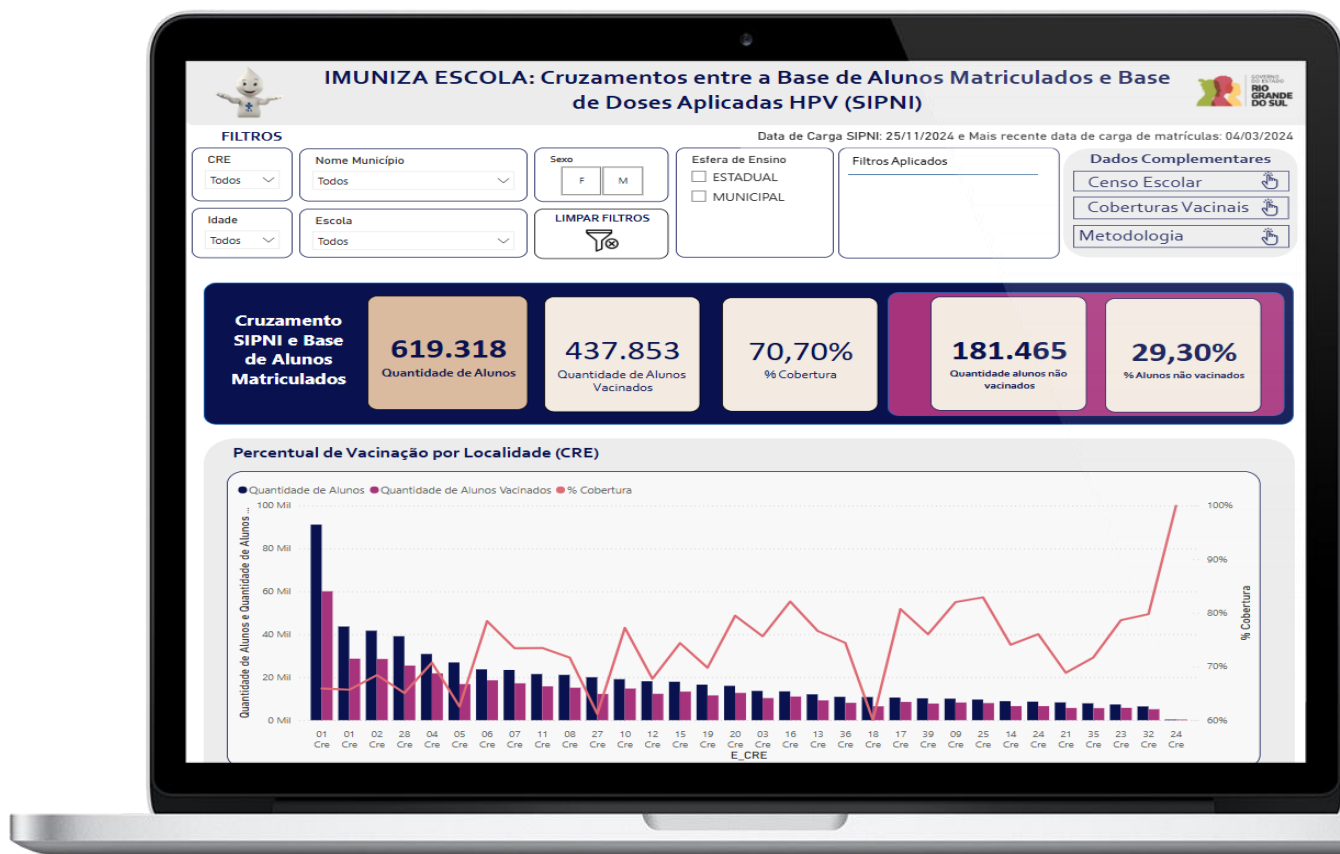 IMUNIZA ESCOLA: Cruzamentos entre a Base de Alunos Matriculados e Base
de Doses Aplicadas HPV (SIPNI)
GOVERNO
DO ESTADO
RIO
GRANDE
DO SUL
FILTROS
Data de Carga SIPNI: 25/11/2024 e Mais recente data de carga de matrículas: 04/03/2024
CRE
Todos
Nome Município
Todos
Sexo
F M
Esfera de Ensino
ESTADUAL
MUNICIPAL
Filtros Aplicados
Dados Complementares
Censo Escolar
Coberturas Vacinais
Metodologia
Idade
Todos
Escola
Todos
LIMPAR FILTROS
Cruzamento
SIPNI e Base
de Alunos
Matriculados
619.318
Quantidade de Alunos
437.853
Quantidade de Alunos
Vacinados
70,70%
% Cobertura
181.465
Quantidade alunos não
vacinados
29,30%
% Alunos não vacinados
Percentual de Vacinação por Localidade (CRE)
Quantidade de Alunos Quantidade de Alunos Vacinados % Cobertura
Quantidade de Alunos e Quantidade de Alunos ...
100 Mil
80 Mil
60 Mil
40 Mil
20 Mil
0 Mil
100%
90%
80%
70%
60%
% Cobertura
01 01 02 28 04 05 06 07 11 08 27 10 12 15 19 20 03 16 13 36 18 17 39 09 25 14 24 21 35 23 32 24
Cre Cre Cre Cre Cre Cre Cre Cre Cre Cre Cre Cre Cre Cre Cre Cre Cre Cre Cre Cre Cre Cre Cre Cre Cre Cre Cre Cre Cre Cre Cre Cre
E_CRE